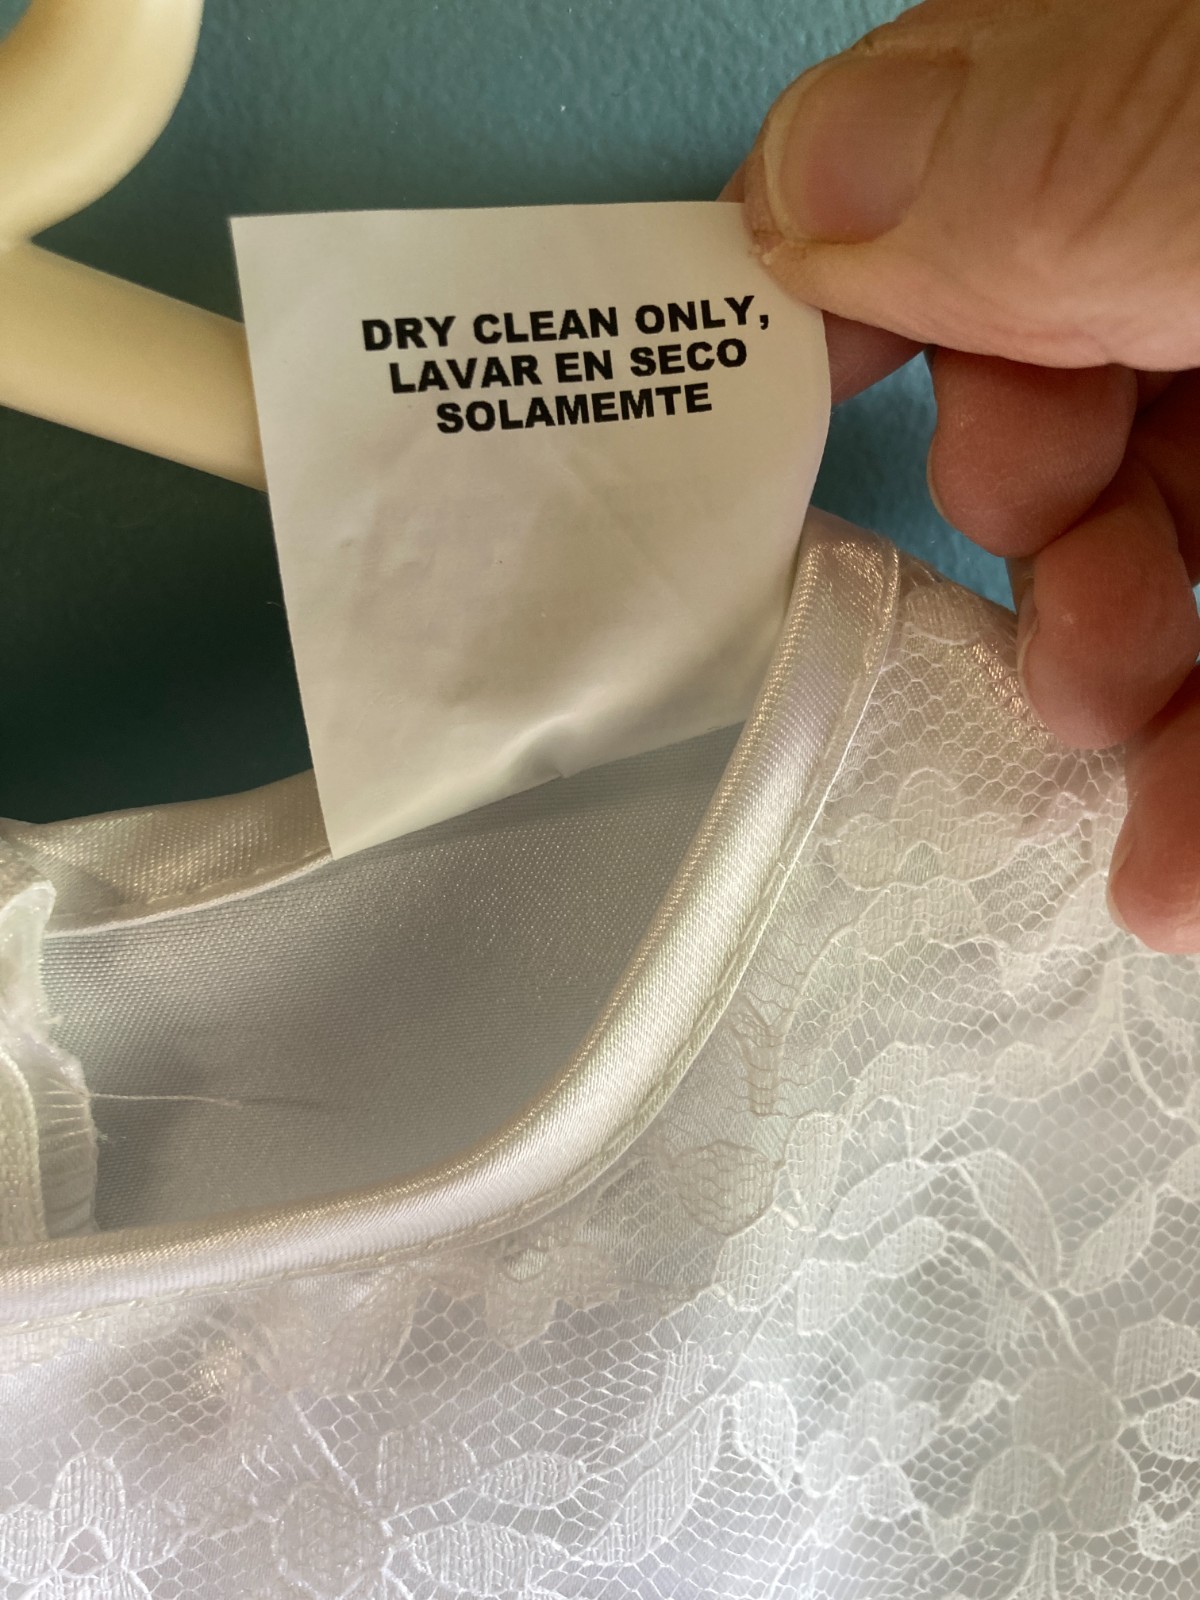 DRY CLEAN ONLY,
LAVAR EN SECO
SOLAMEMTE